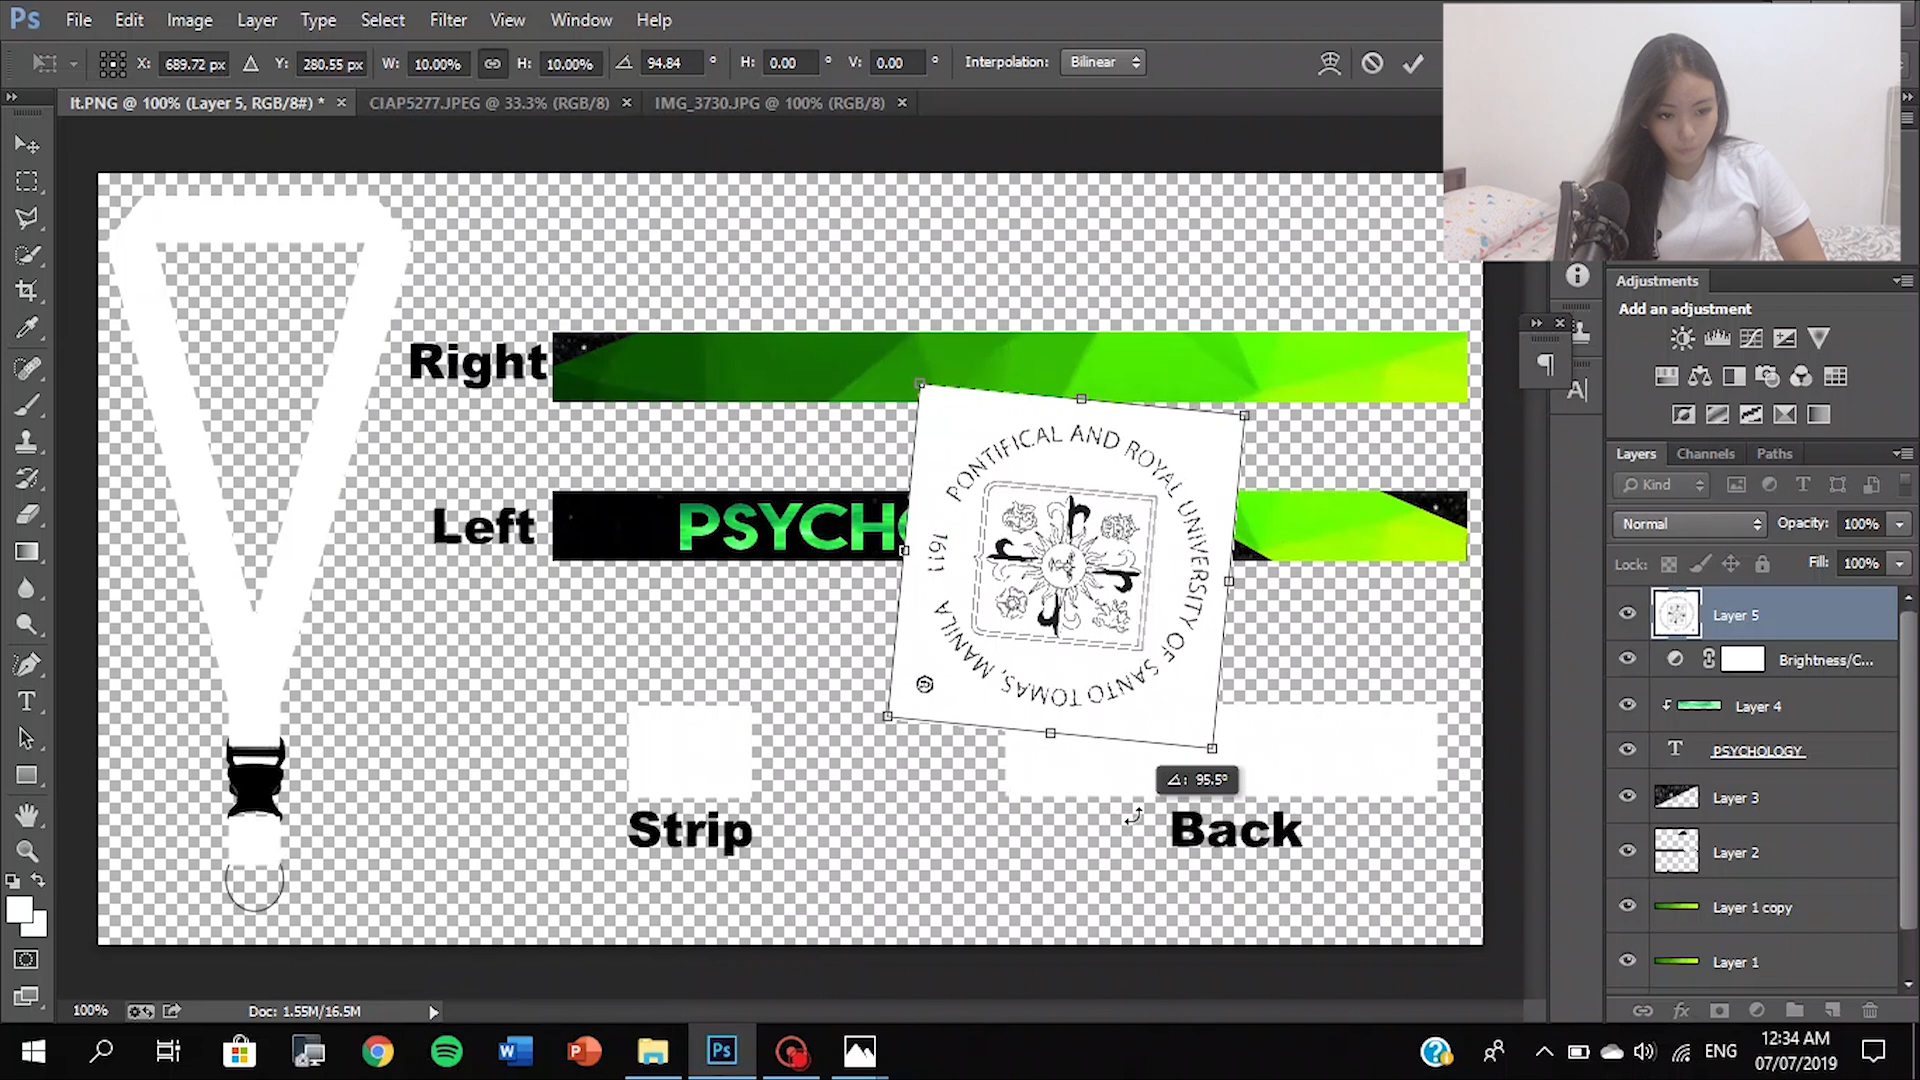 Ps File Edit Image Layer Type Select Filter View Window Help
X: 689.72 px Y: 280.55 px W: 10.00% H: 10.00% 94.84 ° H: 0.00 ° V: 0.00 ° Interpolation: Bilinear
lt.PNG @ 100% (Layer 5, RGB/8#) * × CIAP5277.JPEG @ 33.3% (RGB/8) × IMG_3730.JPG @ 100% (RGB/8) ×
Right
Left
PSYCHO
PONTIFICAL AND ROYAL UNIVERSITY OF SANTO TOMAS, MANILA
1611
95.5°
Strip
Back
Adjustments
Add an adjustment
Layers Channels Paths
Kind
Normal Opacity: 100%
Lock: Fill: 100%
Layer 5
Brightness/C...
Layer 4
T PSYCHOLOGY
Layer 3
Layer 2
Layer 1 copy
Layer 1
fx
100% Doc: 1.55M/16.5M
Ps
ENG
12:34 AM
07/07/2019